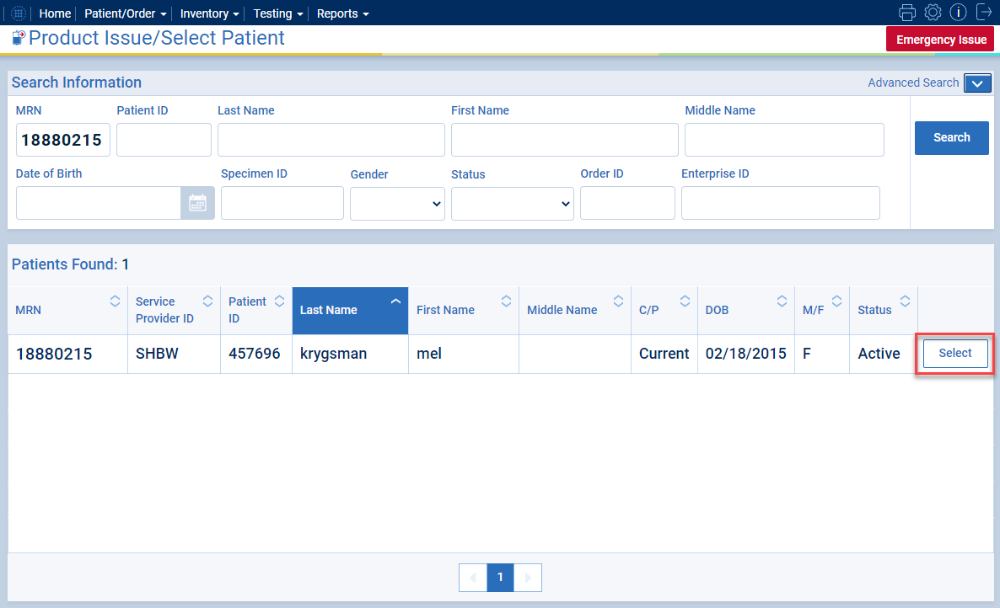 Home Patient/Order Inventory Testing Reports
Product Issue/Select Patient
Emergency Issue
Search Information
Advanced Search
MRN Patient ID Last Name First Name Middle Name
18880215
Search
Date of Birth Specimen ID Gender Status Order ID Enterprise ID
Patients Found: 1
MRN Service Provider ID Patient ID Last Name First Name Middle Name C/P DOB M/F Status
18880215 SHBW 457696 krygsman mel Current 02/18/2015 F Active Select
1